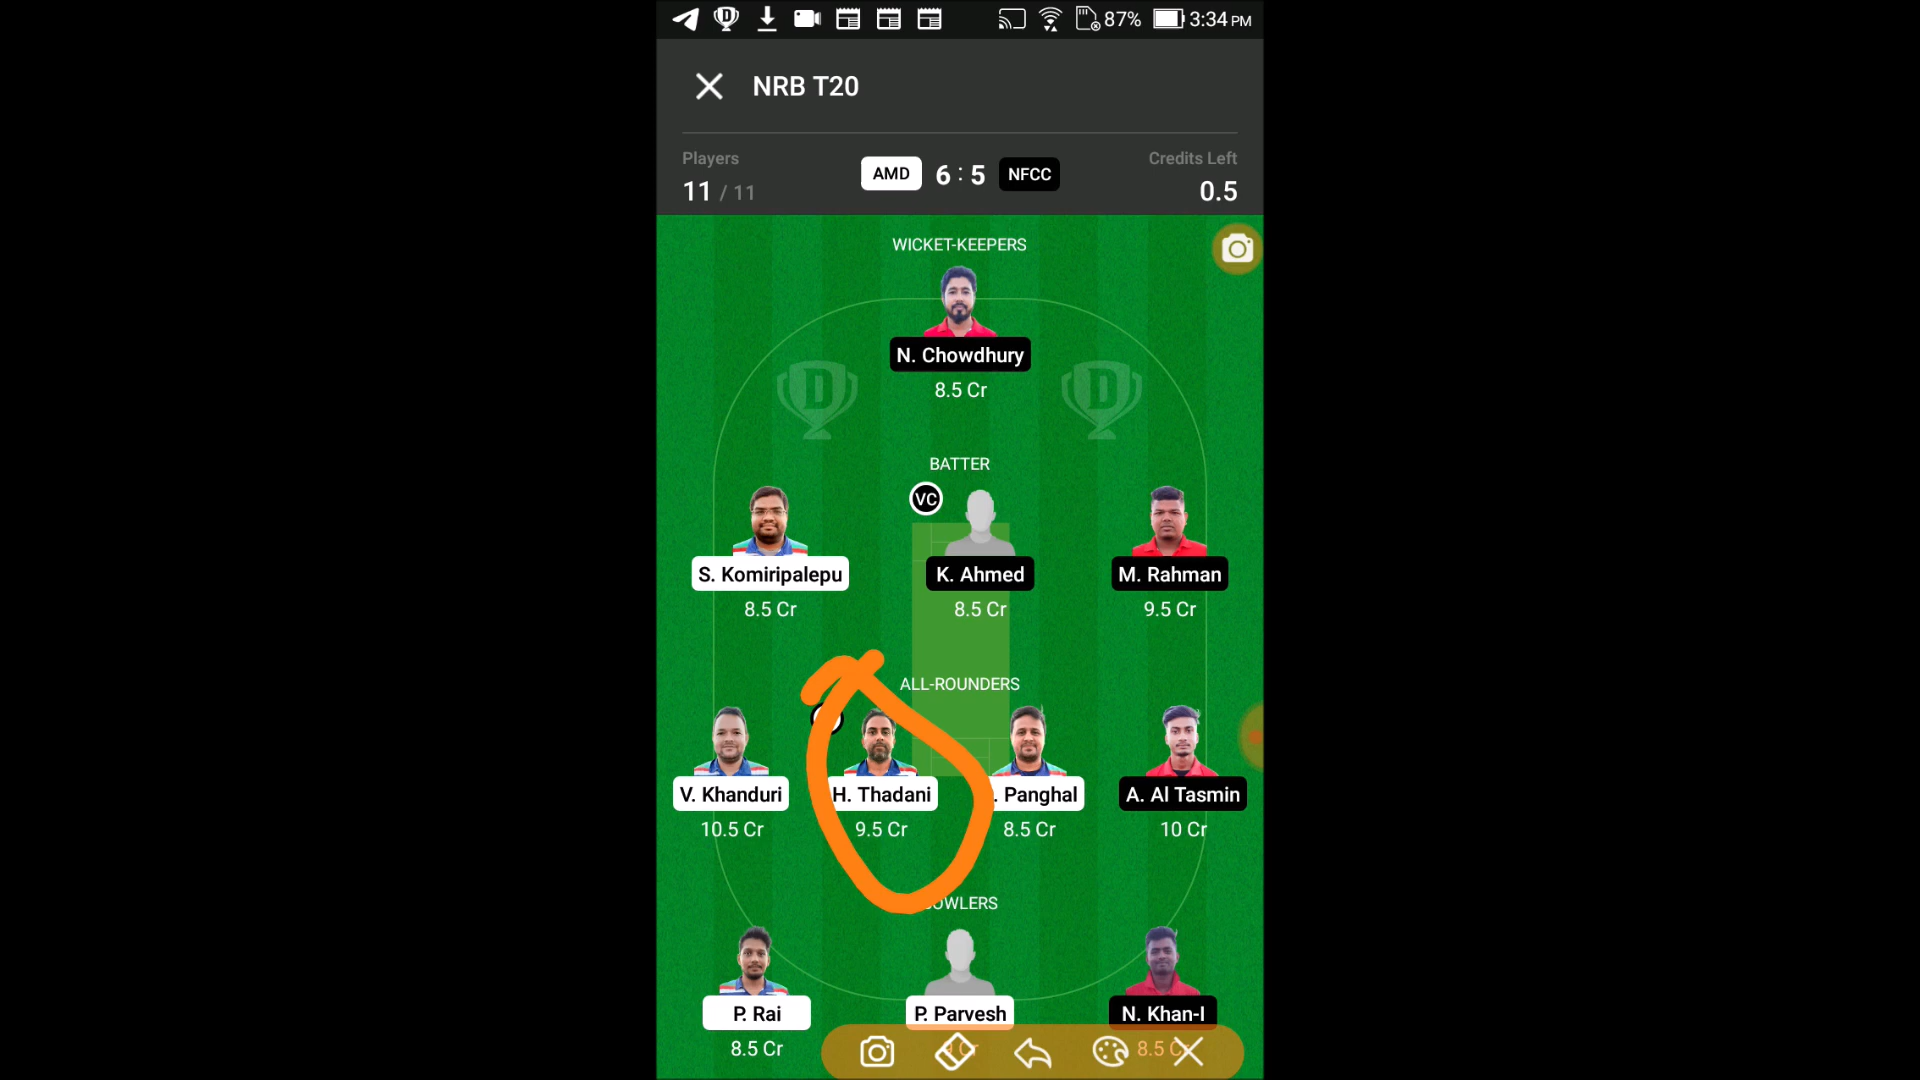 87% 3:34 PM
NRB T20
Players
11 / 11
AMD 6 : 5 NFCC
Credits Left
0.5
WICKET-KEEPERS
N. Chowdhury
8.5 Cr
BATTER
VC
S. Komiripalepu
8.5 Cr
K. Ahmed
8.5 Cr
M. Rahman
9.5 Cr
ALL-ROUNDERS
V. Khanduri
10.5 Cr
H. Thadani
9.5 Cr
. Panghal
8.5 Cr
A. Al Tasmin
10 Cr
OWLERS
P. Rai
8.5 Cr
P. Parvesh
N. Khan-I
8.5 C